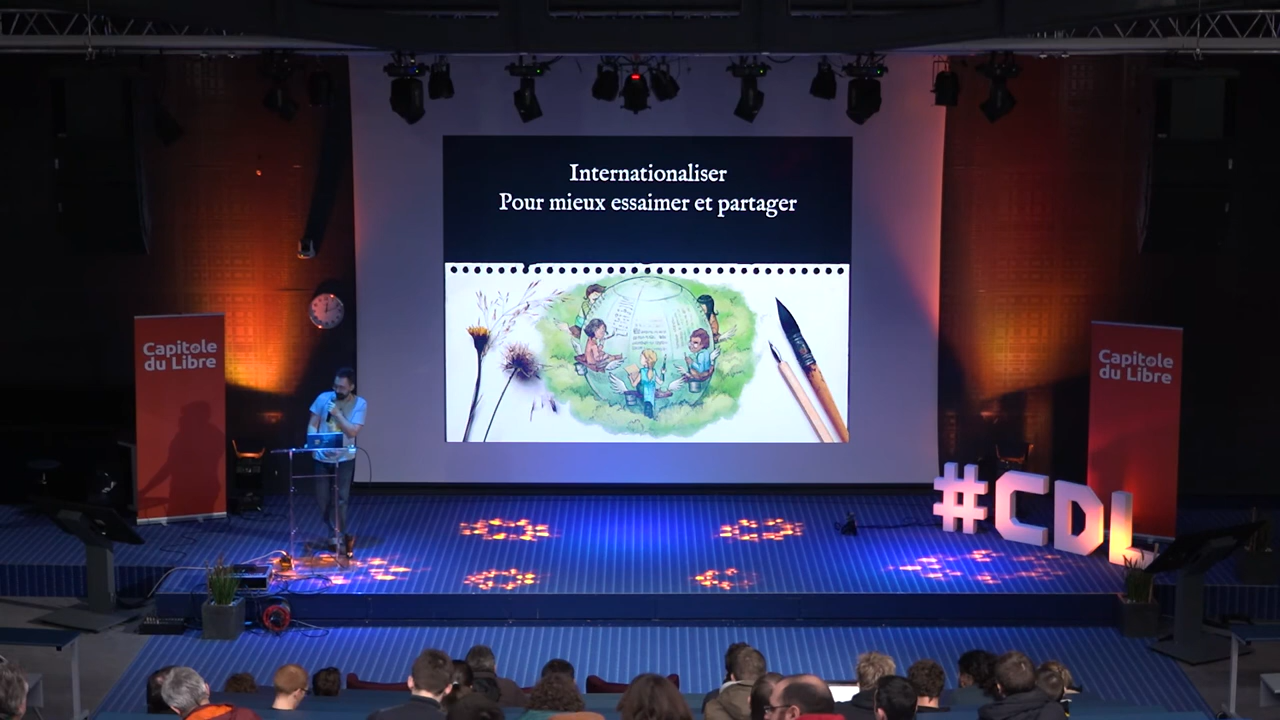 Internationaliser
Pour mieux essaimer et partager
Capitole
du Libre
Capitole
du Libre
#CDL